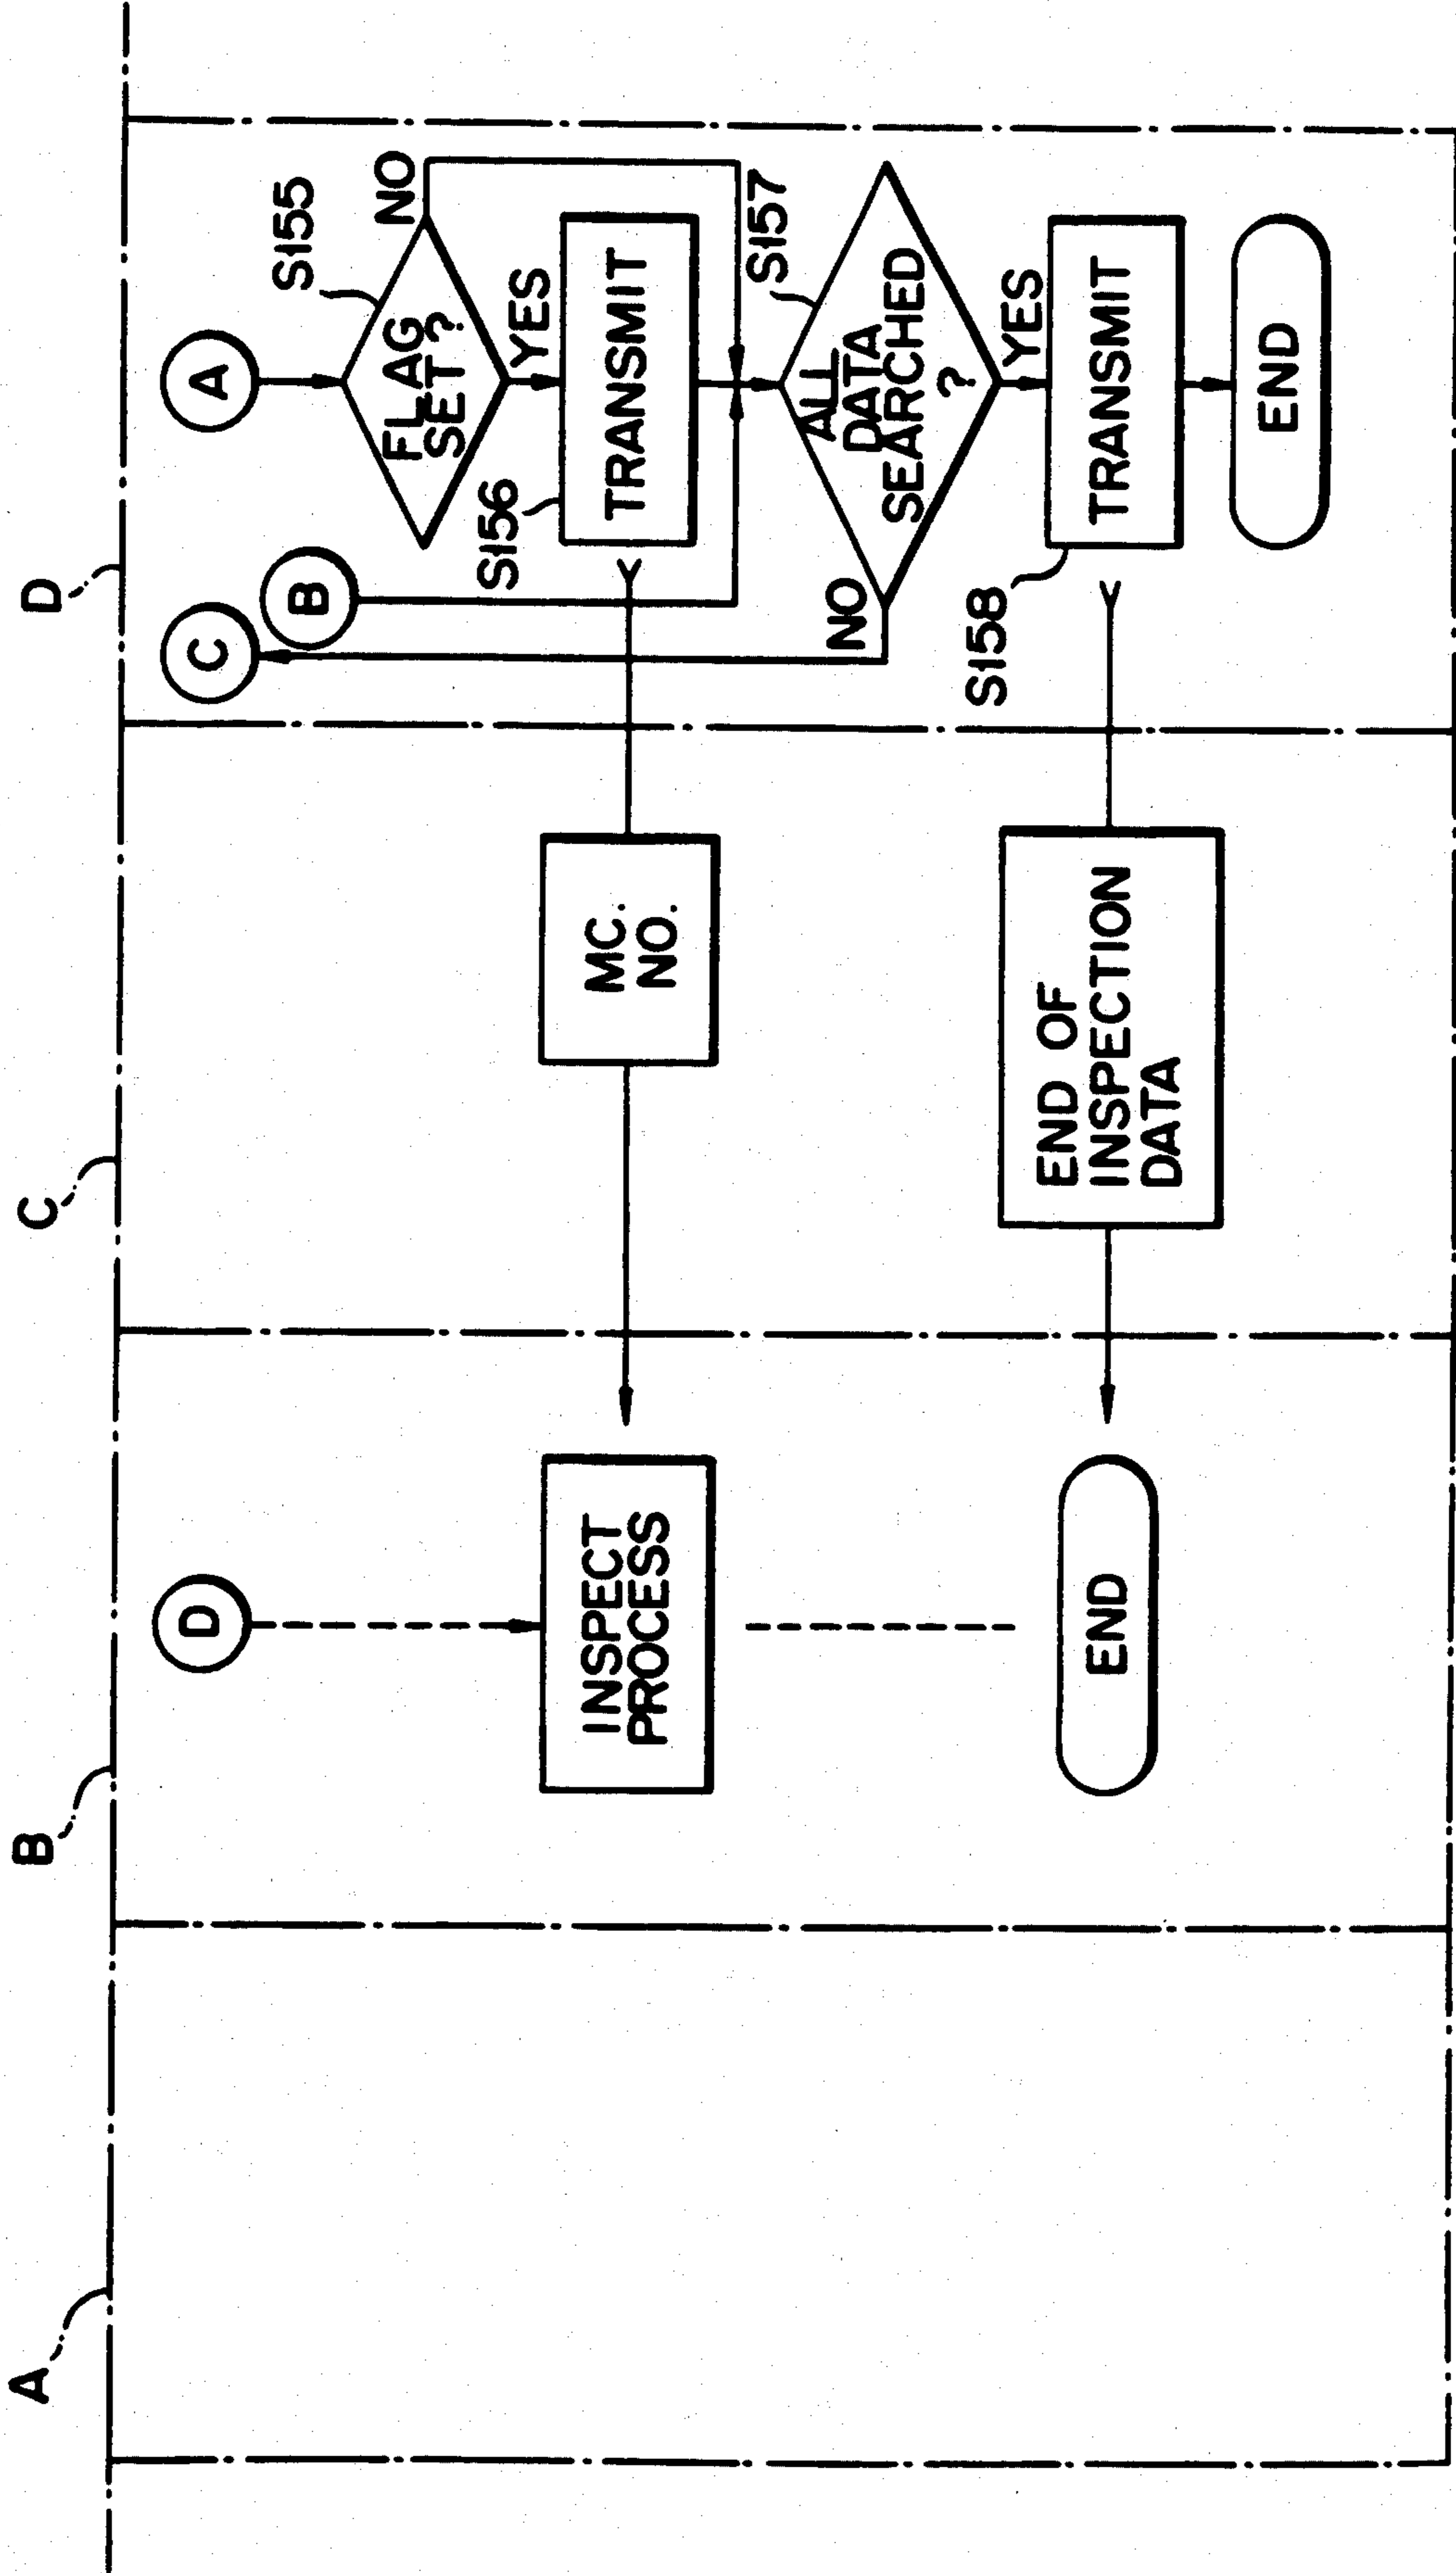 A
B
C
D
D
INSPECT
PROCESS
END
MC.
NO.
END OF
INSPECTION
DATA
C
B
A
S155
FLAG
SET?
NO
YES
S156
TRANSMIT
S157
ALL
DATA
SEARCHED
?
NO
YES
S158
TRANSMIT
END